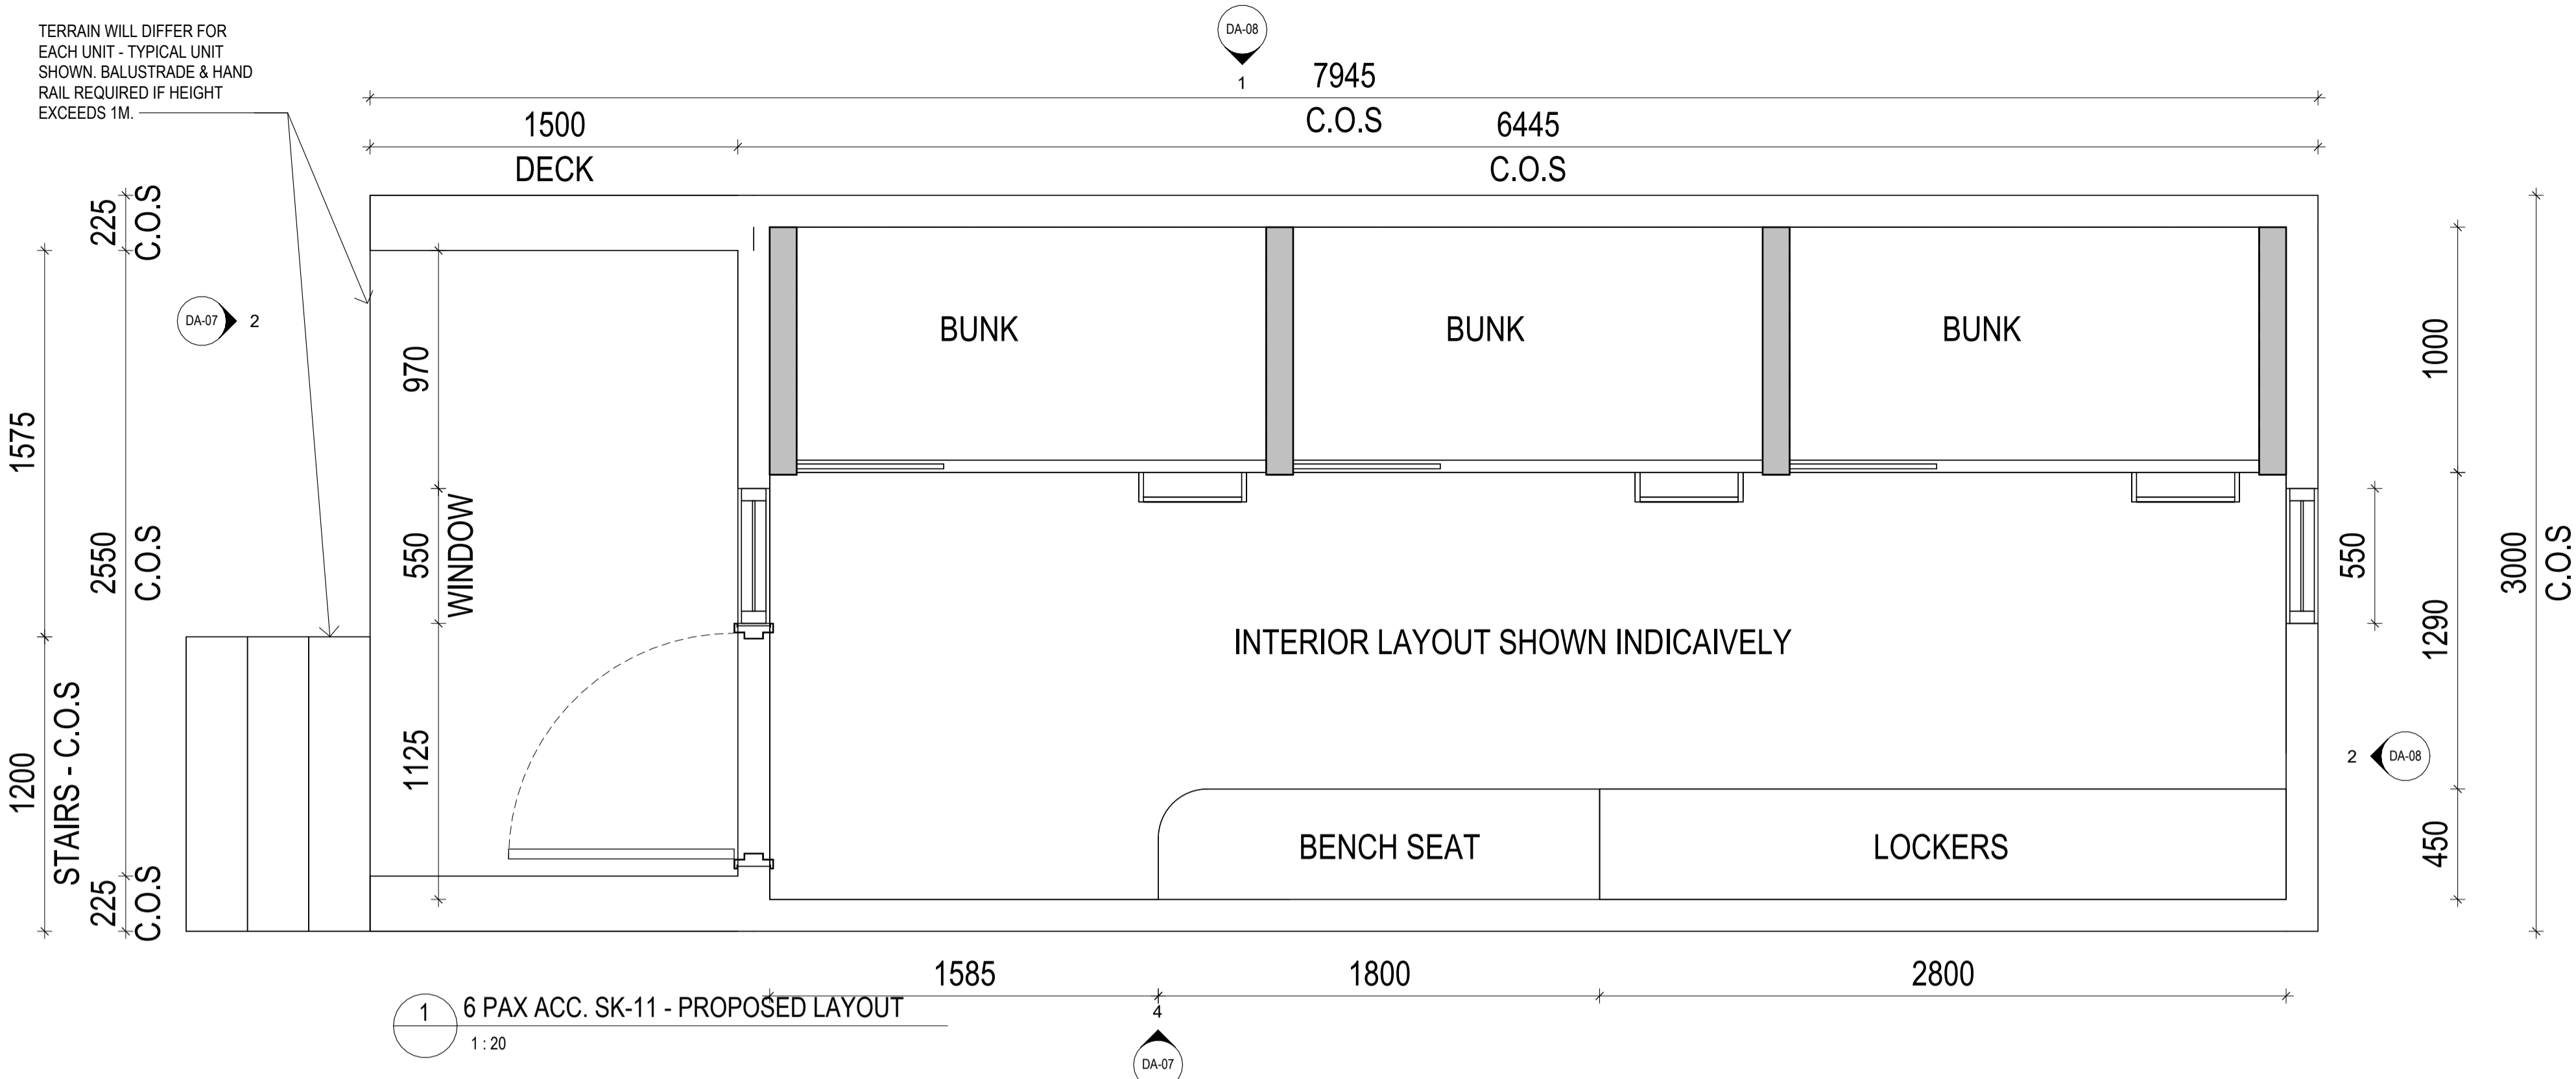 TERRAIN WILL DIFFER FOR
EACH UNIT - TYPICAL UNIT
SHOWN. BALUSTRADE & HAND
RAIL REQUIRED IF HEIGHT
EXCEEDS 1M.
DA-08
1
7945
C.O.S
1500
DECK
6445
C.O.S
225
C.O.S
1575
2550
C.O.S
1200
STAIRS - C.O.S
225
C.O.S
DA-07
2
970
550
WINDOW
1125
BUNK
BUNK
BUNK
INTERIOR LAYOUT SHOWN INDICAIVELY
BENCH SEAT
LOCKERS
1000
550
1290
3000
C.O.S
2
DA-08
450
1585
1800
2800
1
6 PAX ACC. SK-11 - PROPOSED LAYOUT
1 : 20
4
DA-07